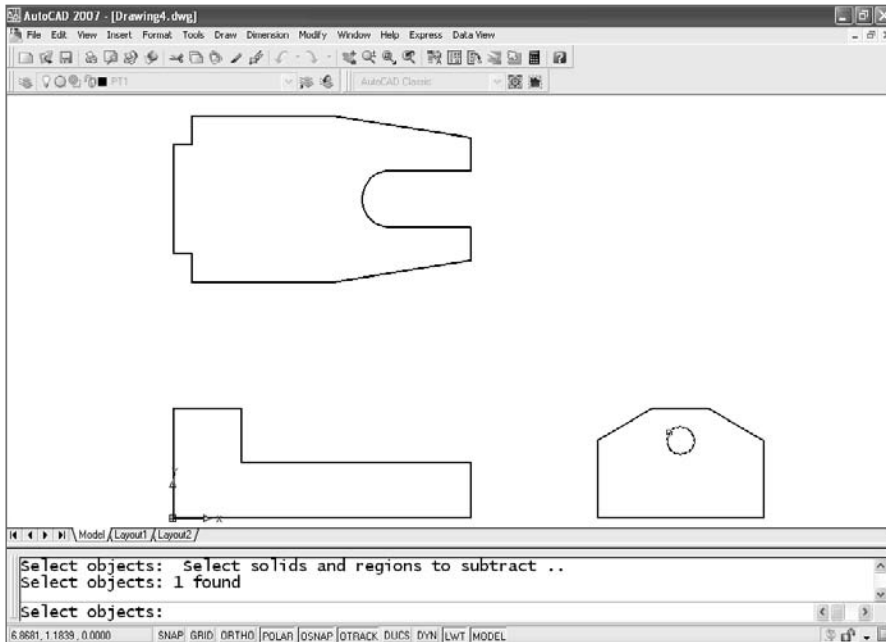 AutoCAD 2007 - [Drawing4.dwg]
File Edit View Insert Format Tools Draw Dimension Modify Window Help Express Data View
PT1 AutoCAD Classic
Y
X
Model Layout1 Layout2
Select objects: Select solids and regions to subtract ..
Select objects: 1 found
Select objects:
6.8681, 1.1839, 0.0000 SNAP GRID ORTHO POLAR OSNAP OTRACK DUCS DYN LWT MODEL